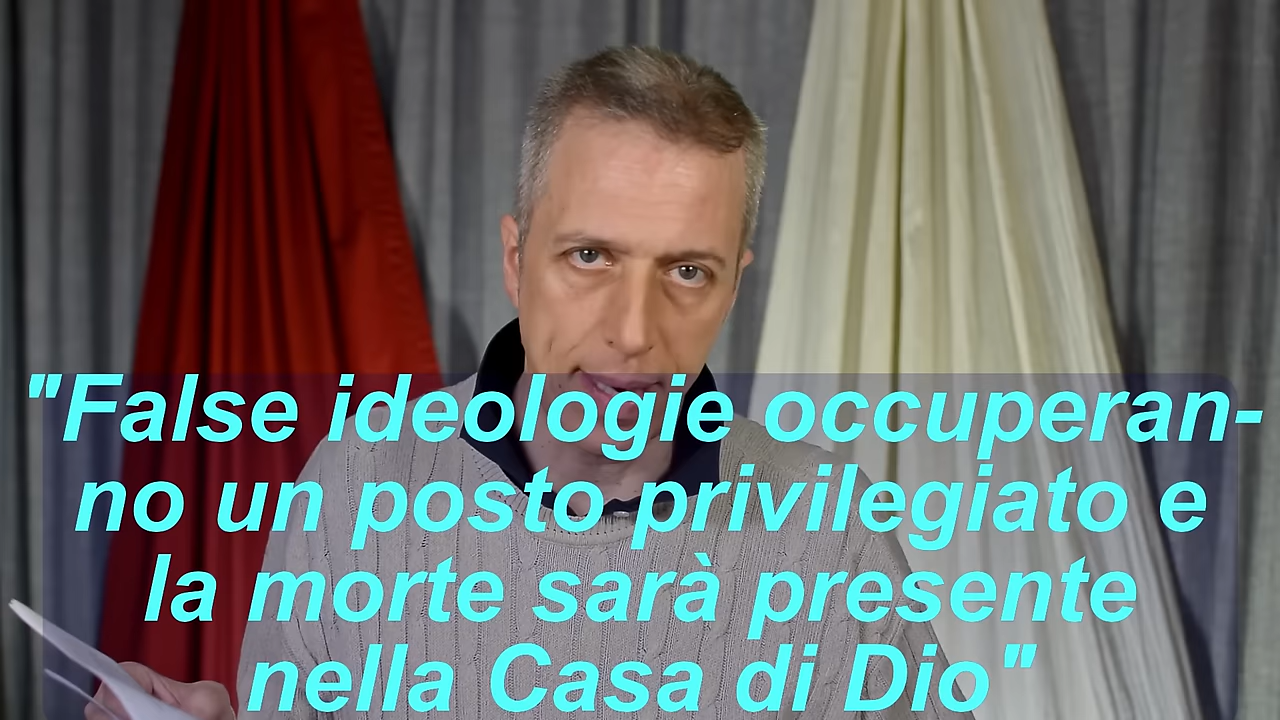 "False ideologie occuperan-
no un posto privilegiato e
la morte sarà presente
nella Casa di Dio"